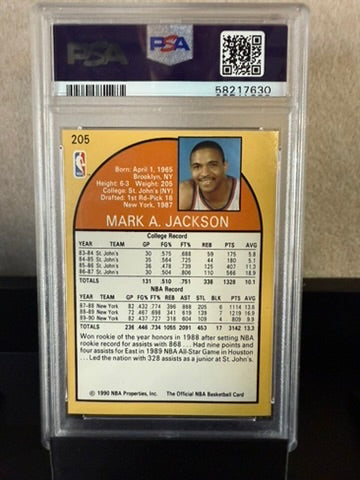 PSA
PSA
58217630
205
NBA
Born: April 1, 1965
Brooklyn, NY
Height: 6-3 Weight: 205
College: St. John's (NY)
Drafted: 1st Rd-Pick 18
New York, 1987
MARK A. JACKSON
College Record
YEAR TEAM GP FG% FT% REB PTS AVG
83-84 St. John's 30 .575 .688 59 175 5.8
84-85 St. John's 35 .564 .725 44 180 5.1
85-86 St. John's 36 .478 .739 125 407 11.3
86-87 St. John's 30 .504 .806 110 566 18.9
TOTALS 131 .510 .751 338 1328 10.1
NBA Record
YEAR TEAM GP FG% FT% REB AST STL BLK PTS AVG
87-88 New York 82 .432 .774 396 868 205 6 1114 13.6
88-89 New York 72 .467 .698 341 619 139 7 1219 16.9
89-90 New York 82 .437 .727 318 604 109 4 809 9.9
TOTALS 236 .446 .734 1055 2091 453 17 3142 13.3
Won rookie of the year honors in 1988 after setting NBA
rookie record for assists with 868 ... Had nine points and
four assists for East in 1989 NBA All-Star Game in Houston
... Led the nation with 328 assists as a junior at St. John's.
© 1990 NBA Properties, Inc. The Official NBA Basketball Card